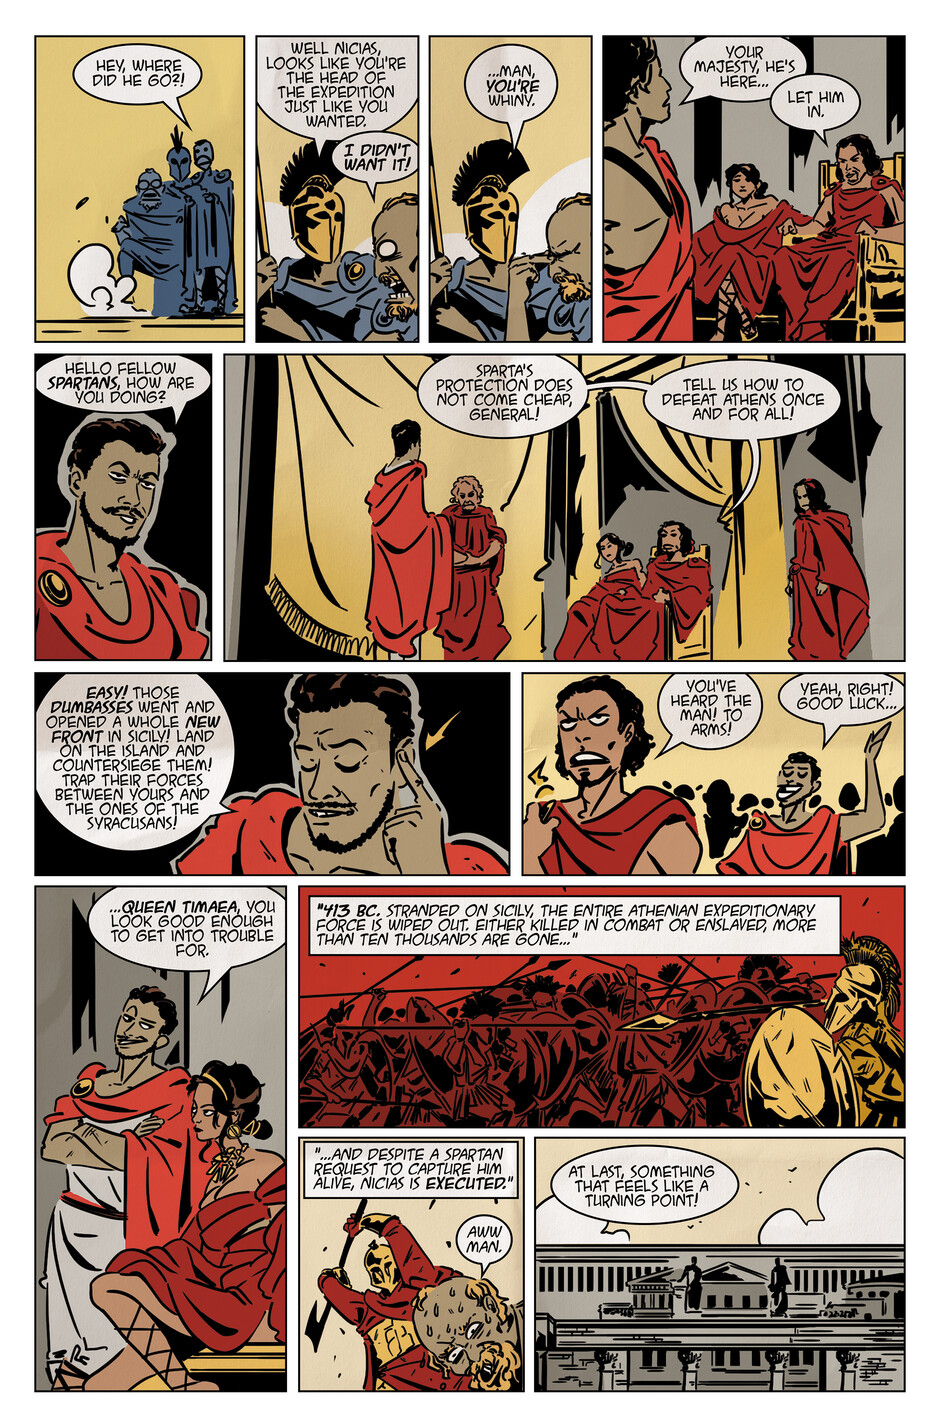 HEY, WHERE
DID HE GO?!
WELL NICIAS,
LOOKS LIKE YOU'RE
THE HEAD OF
THE EXPEDITION
JUST LIKE YOU
WANTED.
I DIDN'T
WANT IT!
...MAN,
YOU'RE
WHINY.
YOUR
MAJESTY, HE'S
HERE...
LET HIM
IN.
HELLO FELLOW
SPARTANS, HOW ARE
YOU DOING?
SPARTA'S
PROTECTION DOES
NOT COME CHEAP,
GENERAL!
TELL US HOW TO
DEFEAT ATHENS ONCE
AND FOR ALL!
EASY! THOSE
DUMBASSES WENT AND
OPENED A WHOLE NEW
FRONT IN SICILY! LAND
ON THE ISLAND AND
COUNTERSIEGE THEM!
TRAP THEIR FORCES
BETWEEN YOURS AND
THE ONES OF THE
SYRACUSANS!
YOU'VE
HEARD THE
MAN! TO
ARMS!
YEAH, RIGHT!
GOOD LUCK...
...QUEEN TIMAEA, YOU
LOOK GOOD ENOUGH
TO GET INTO TROUBLE
FOR.
"413 BC. STRANDED ON SICILY, THE ENTIRE ATHENIAN EXPEDITIONARY
FORCE IS WIPED OUT. EITHER KILLED IN COMBAT OR ENSLAVED, MORE
THAN TEN THOUSANDS ARE GONE..."
"...AND DESPITE A SPARTAN
REQUEST TO CAPTURE HIM
ALIVE, NICIAS IS EXECUTED."
AWW
MAN.
AT LAST, SOMETHING
THAT FEELS LIKE A
TURNING POINT!